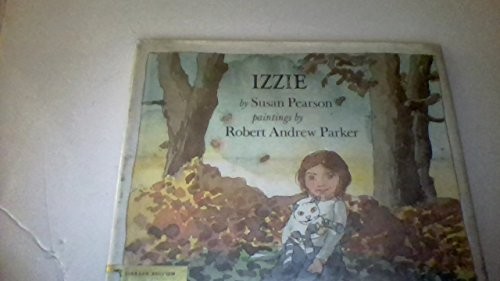 IZZIE
by Susan Pearson
paintings by
Robert Andrew Parker